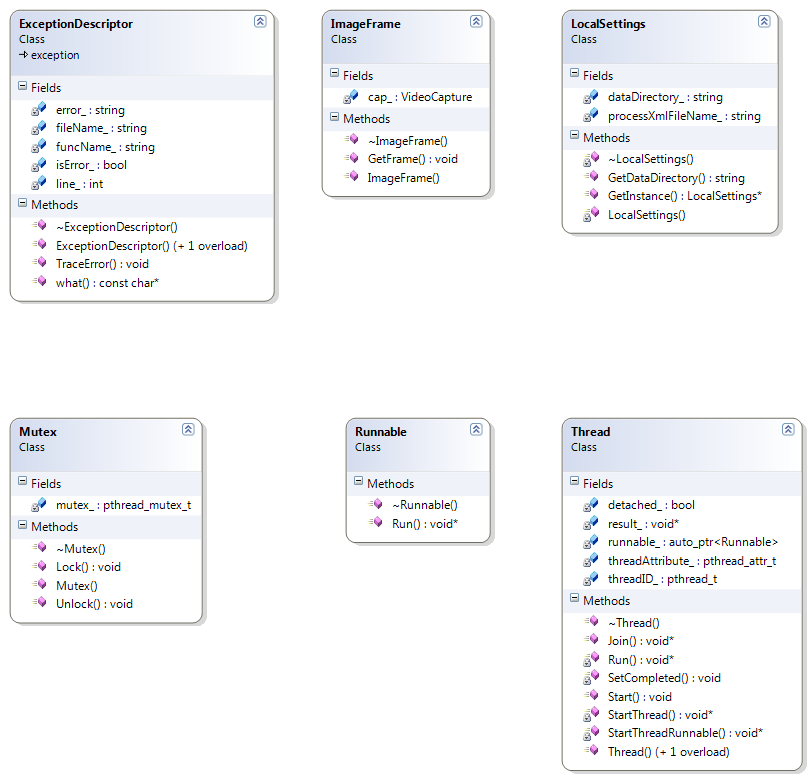 ExceptionDescriptor
Class
exception
Fields
error_ : string
fileName_ : string
funcName_ : string
isError_ : bool
line_ : int
Methods
~ExceptionDescriptor()
ExceptionDescriptor() (+ 1 overload)
TraceError() : void
what() : const char*
ImageFrame
Class
Fields
cap_ : VideoCapture
Methods
~ImageFrame()
GetFrame() : void
ImageFrame()
LocalSettings
Class
Fields
dataDirectory_ : string
processXmlFileName_ : string
Methods
~LocalSettings()
GetDataDirectory() : string
GetInstance() : LocalSettings*
LocalSettings()
Mutex
Class
Fields
mutex_ : pthread_mutex_t
Methods
~Mutex()
Lock() : void
Mutex()
Unlock() : void
Runnable
Class
Methods
~Runnable()
Run() : void*
Thread
Class
Fields
detached_ : bool
result_ : void*
runnable_ : auto_ptr<Runnable>
threadAttribute_ : pthread_attr_t
threadID_ : pthread_t
Methods
~Thread()
Join() : void*
Run() : void*
SetCompleted() : void
Start() : void
StartThread() : void*
StartThreadRunnable() : void*
Thread() (+ 1 overload)